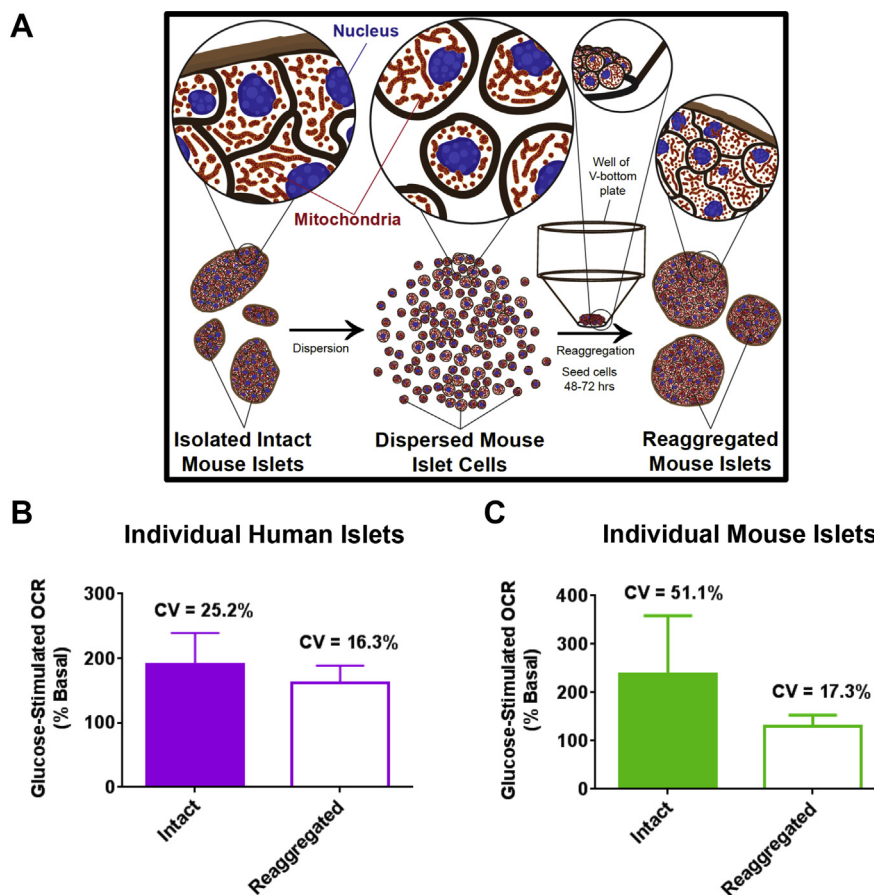 A
Nucleus
Mitochondria
Well of
V-bottom
plate
Dispersion
Reaggregation
Seed cells
48-72 hrs
Isolated Intact
Mouse Islets
Dispersed Mouse
Islet Cells
Reaggregated
Mouse Islets
B
Individual Human Islets
Glucose-Stimulated OCR
(% Basal)
300
200
100
0
CV = 25.2%
CV = 16.3%
Intact
Reaggregated
C
Individual Mouse Islets
Glucose-Stimulated OCR
(% Basal)
400
300
200
100
0
CV = 51.1%
CV = 17.3%
Intact
Reaggregated